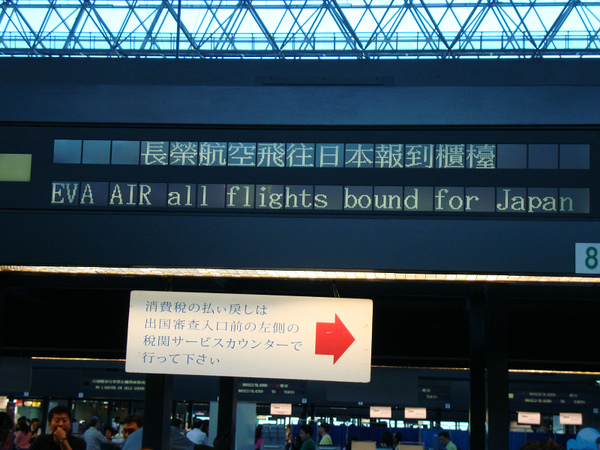 長榮航空飛往日本報到櫃檯
EVA AIR all flights bound for Japan
8
消費税の払い戻しは
出国審査入口前の左側の
税関サービスカウンターで
行って下さい